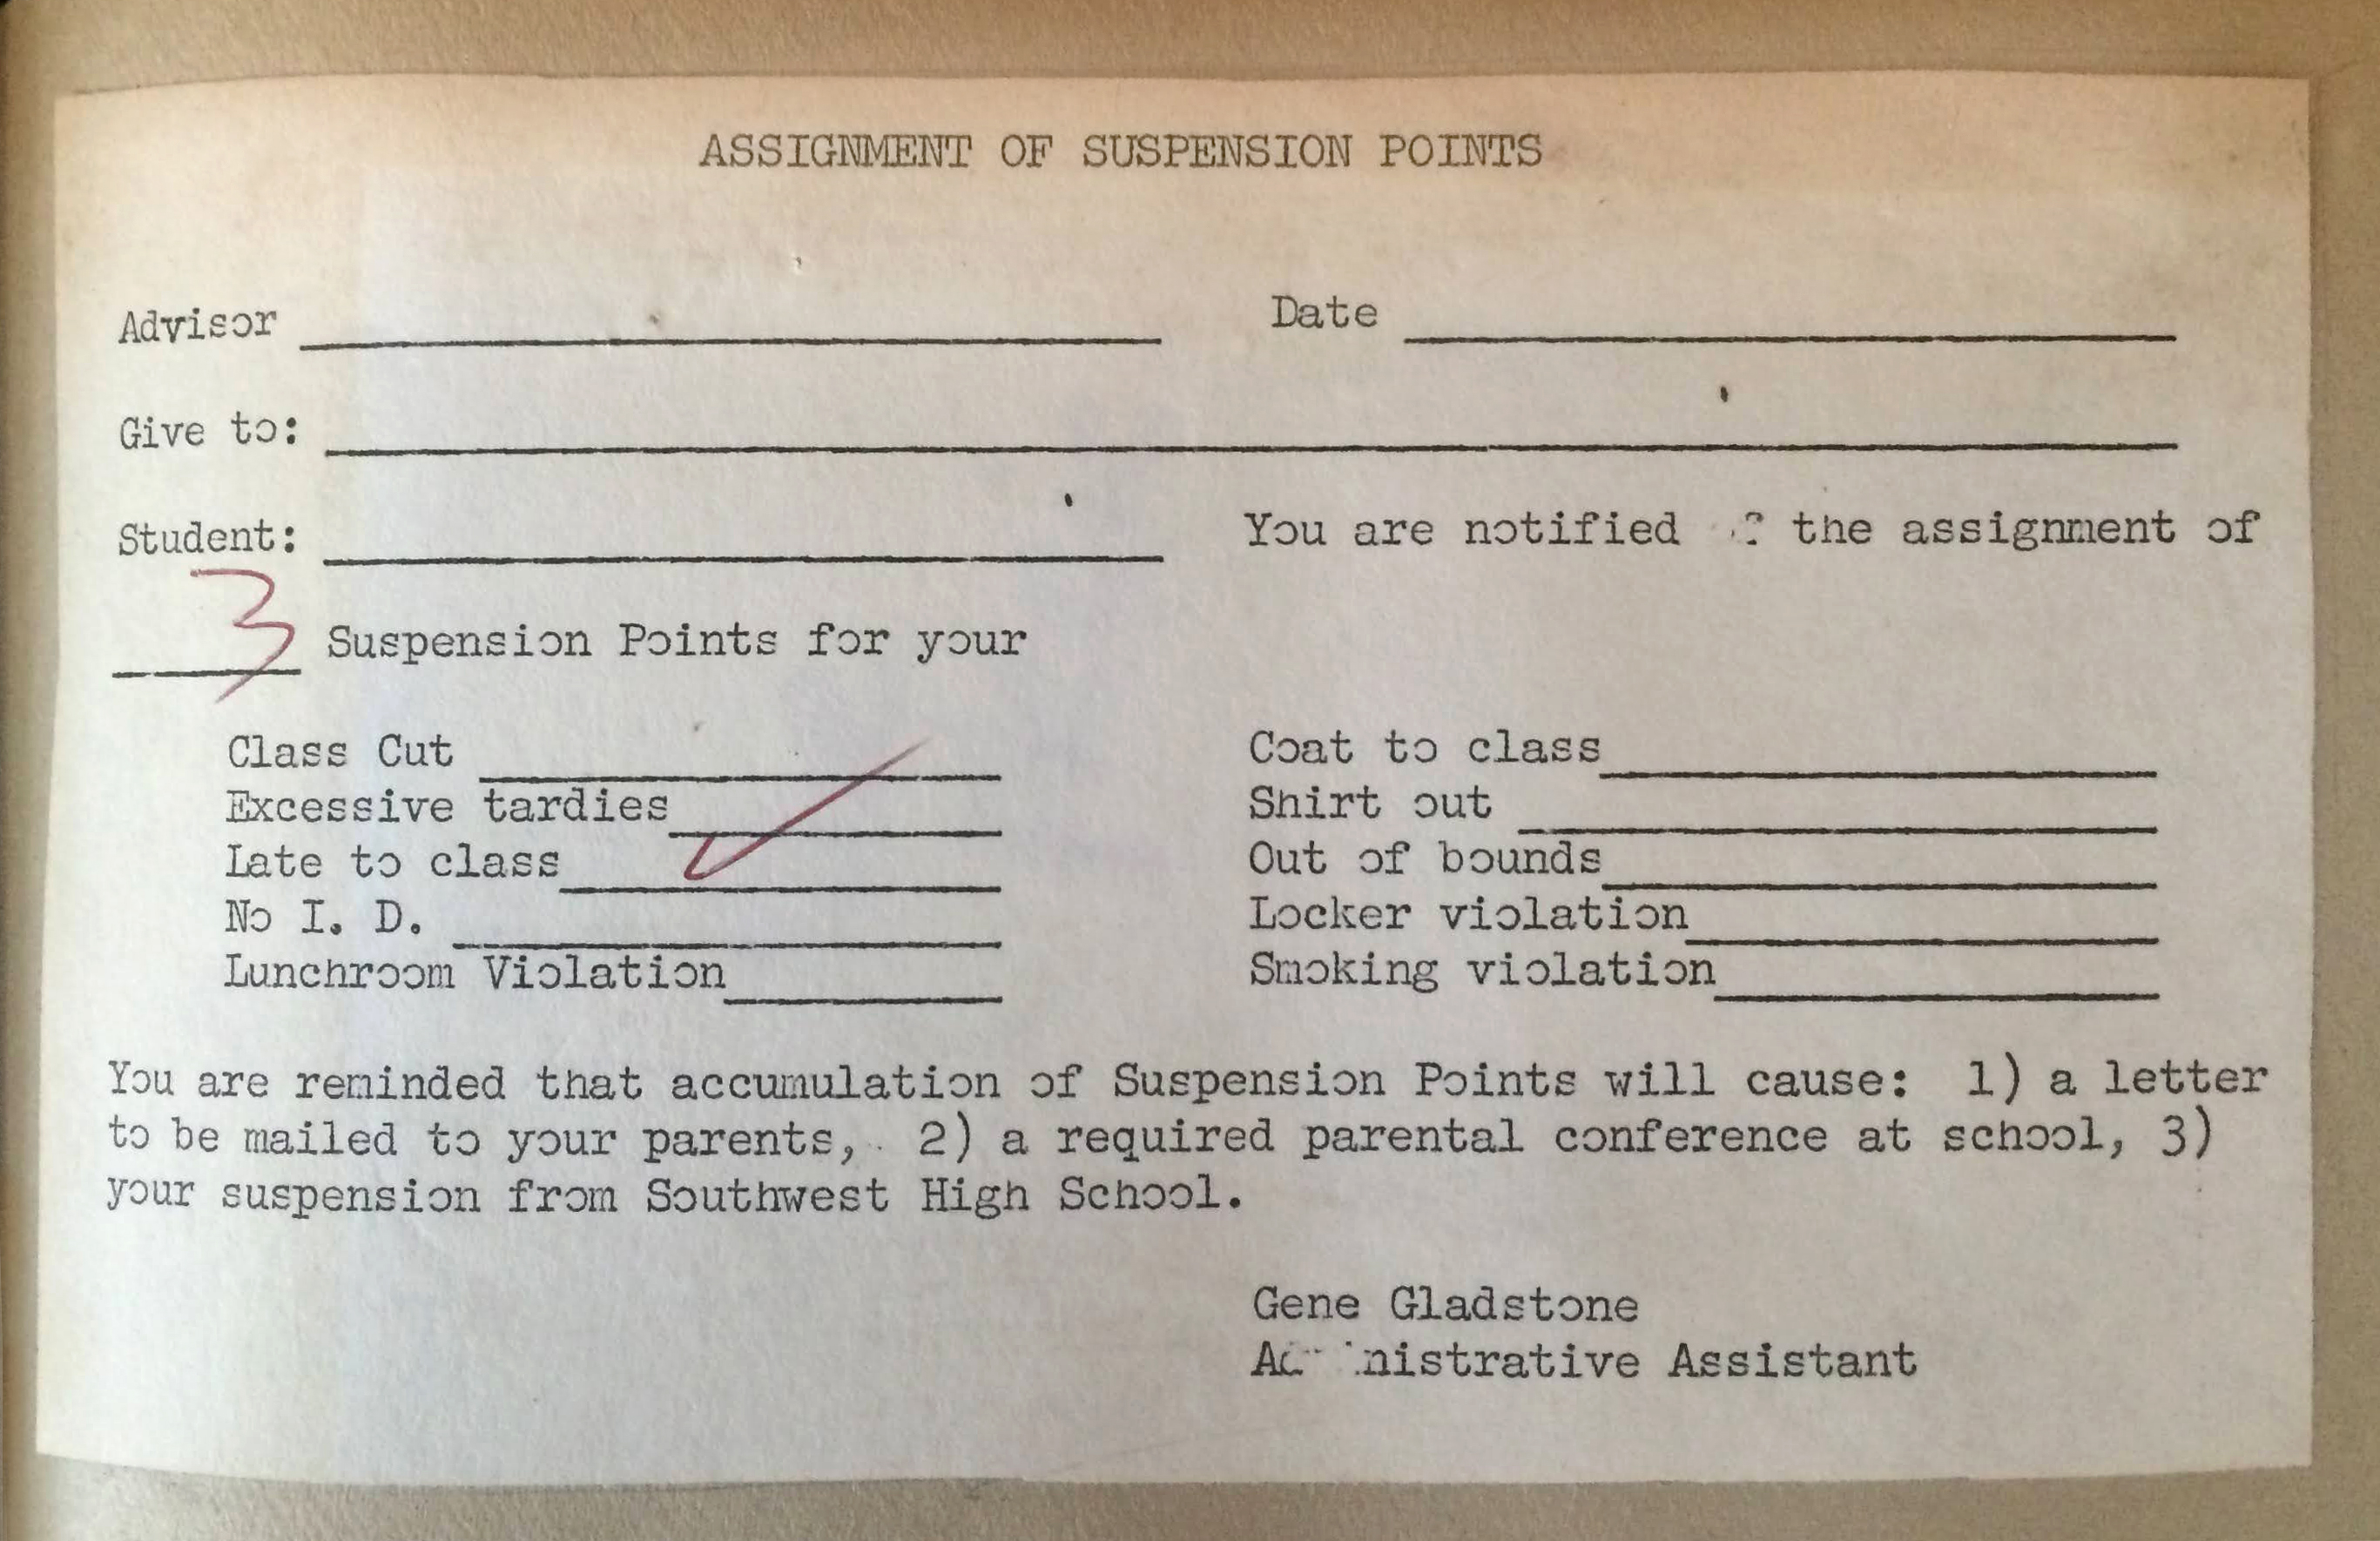 ASSIGNMENT OF SUSPENSION POINTS
Advisor Date
Give to:
Student: You are notified the assignment of
3 Suspension Points for your
Class Cut Coat to class
Excessive tardies Shirt out
Late to class ✓ Out of bounds
No I. D. Locker violation
Lunchroom Violation Smoking violation
You are reminded that accumulation of Suspension Points will cause: 1) a letter
to be mailed to your parents, 2) a required parental conference at school, 3)
your suspension from Southwest High School.
Gene Gladstone
Administrative Assistant